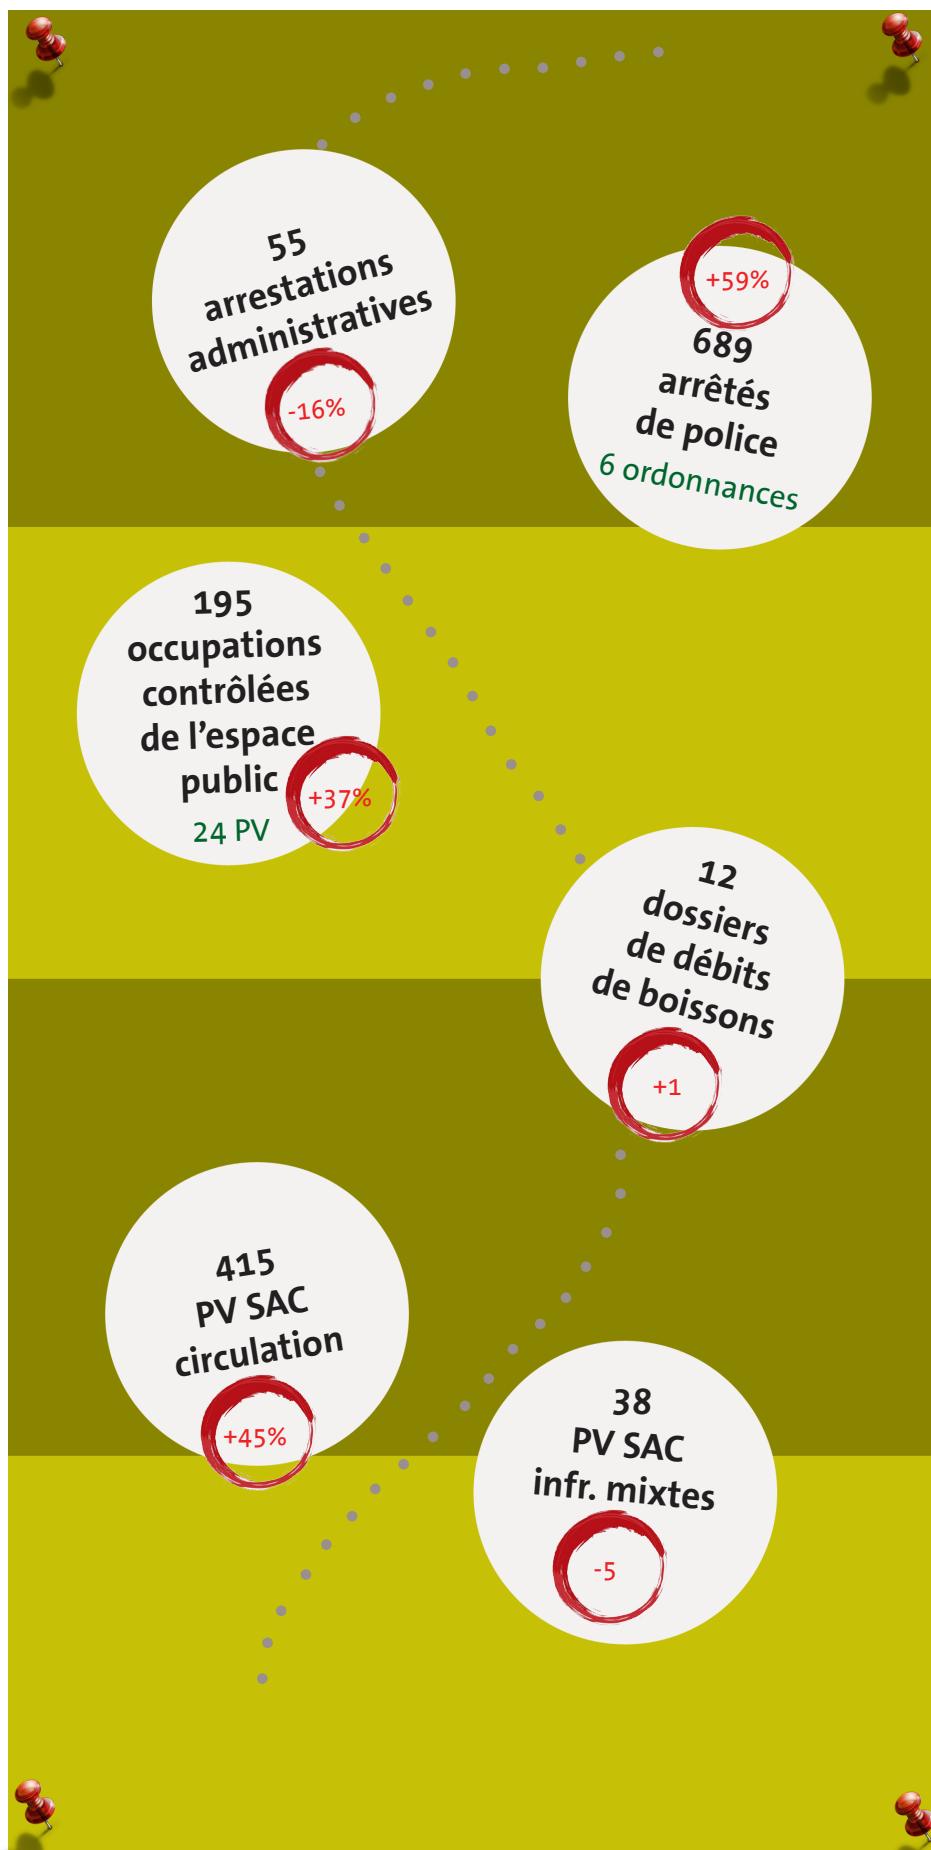 55
arrestations
administratives
-16%
+59%
689
arrêtés
de police
6 ordonnances
195
occupations
contrôlées
de l’espace
public
+37%
24 PV
12
dossiers
de débits
de boissons
+1
415
PV SAC
circulation
+45%
38
PV SAC
infr. mixtes
-5